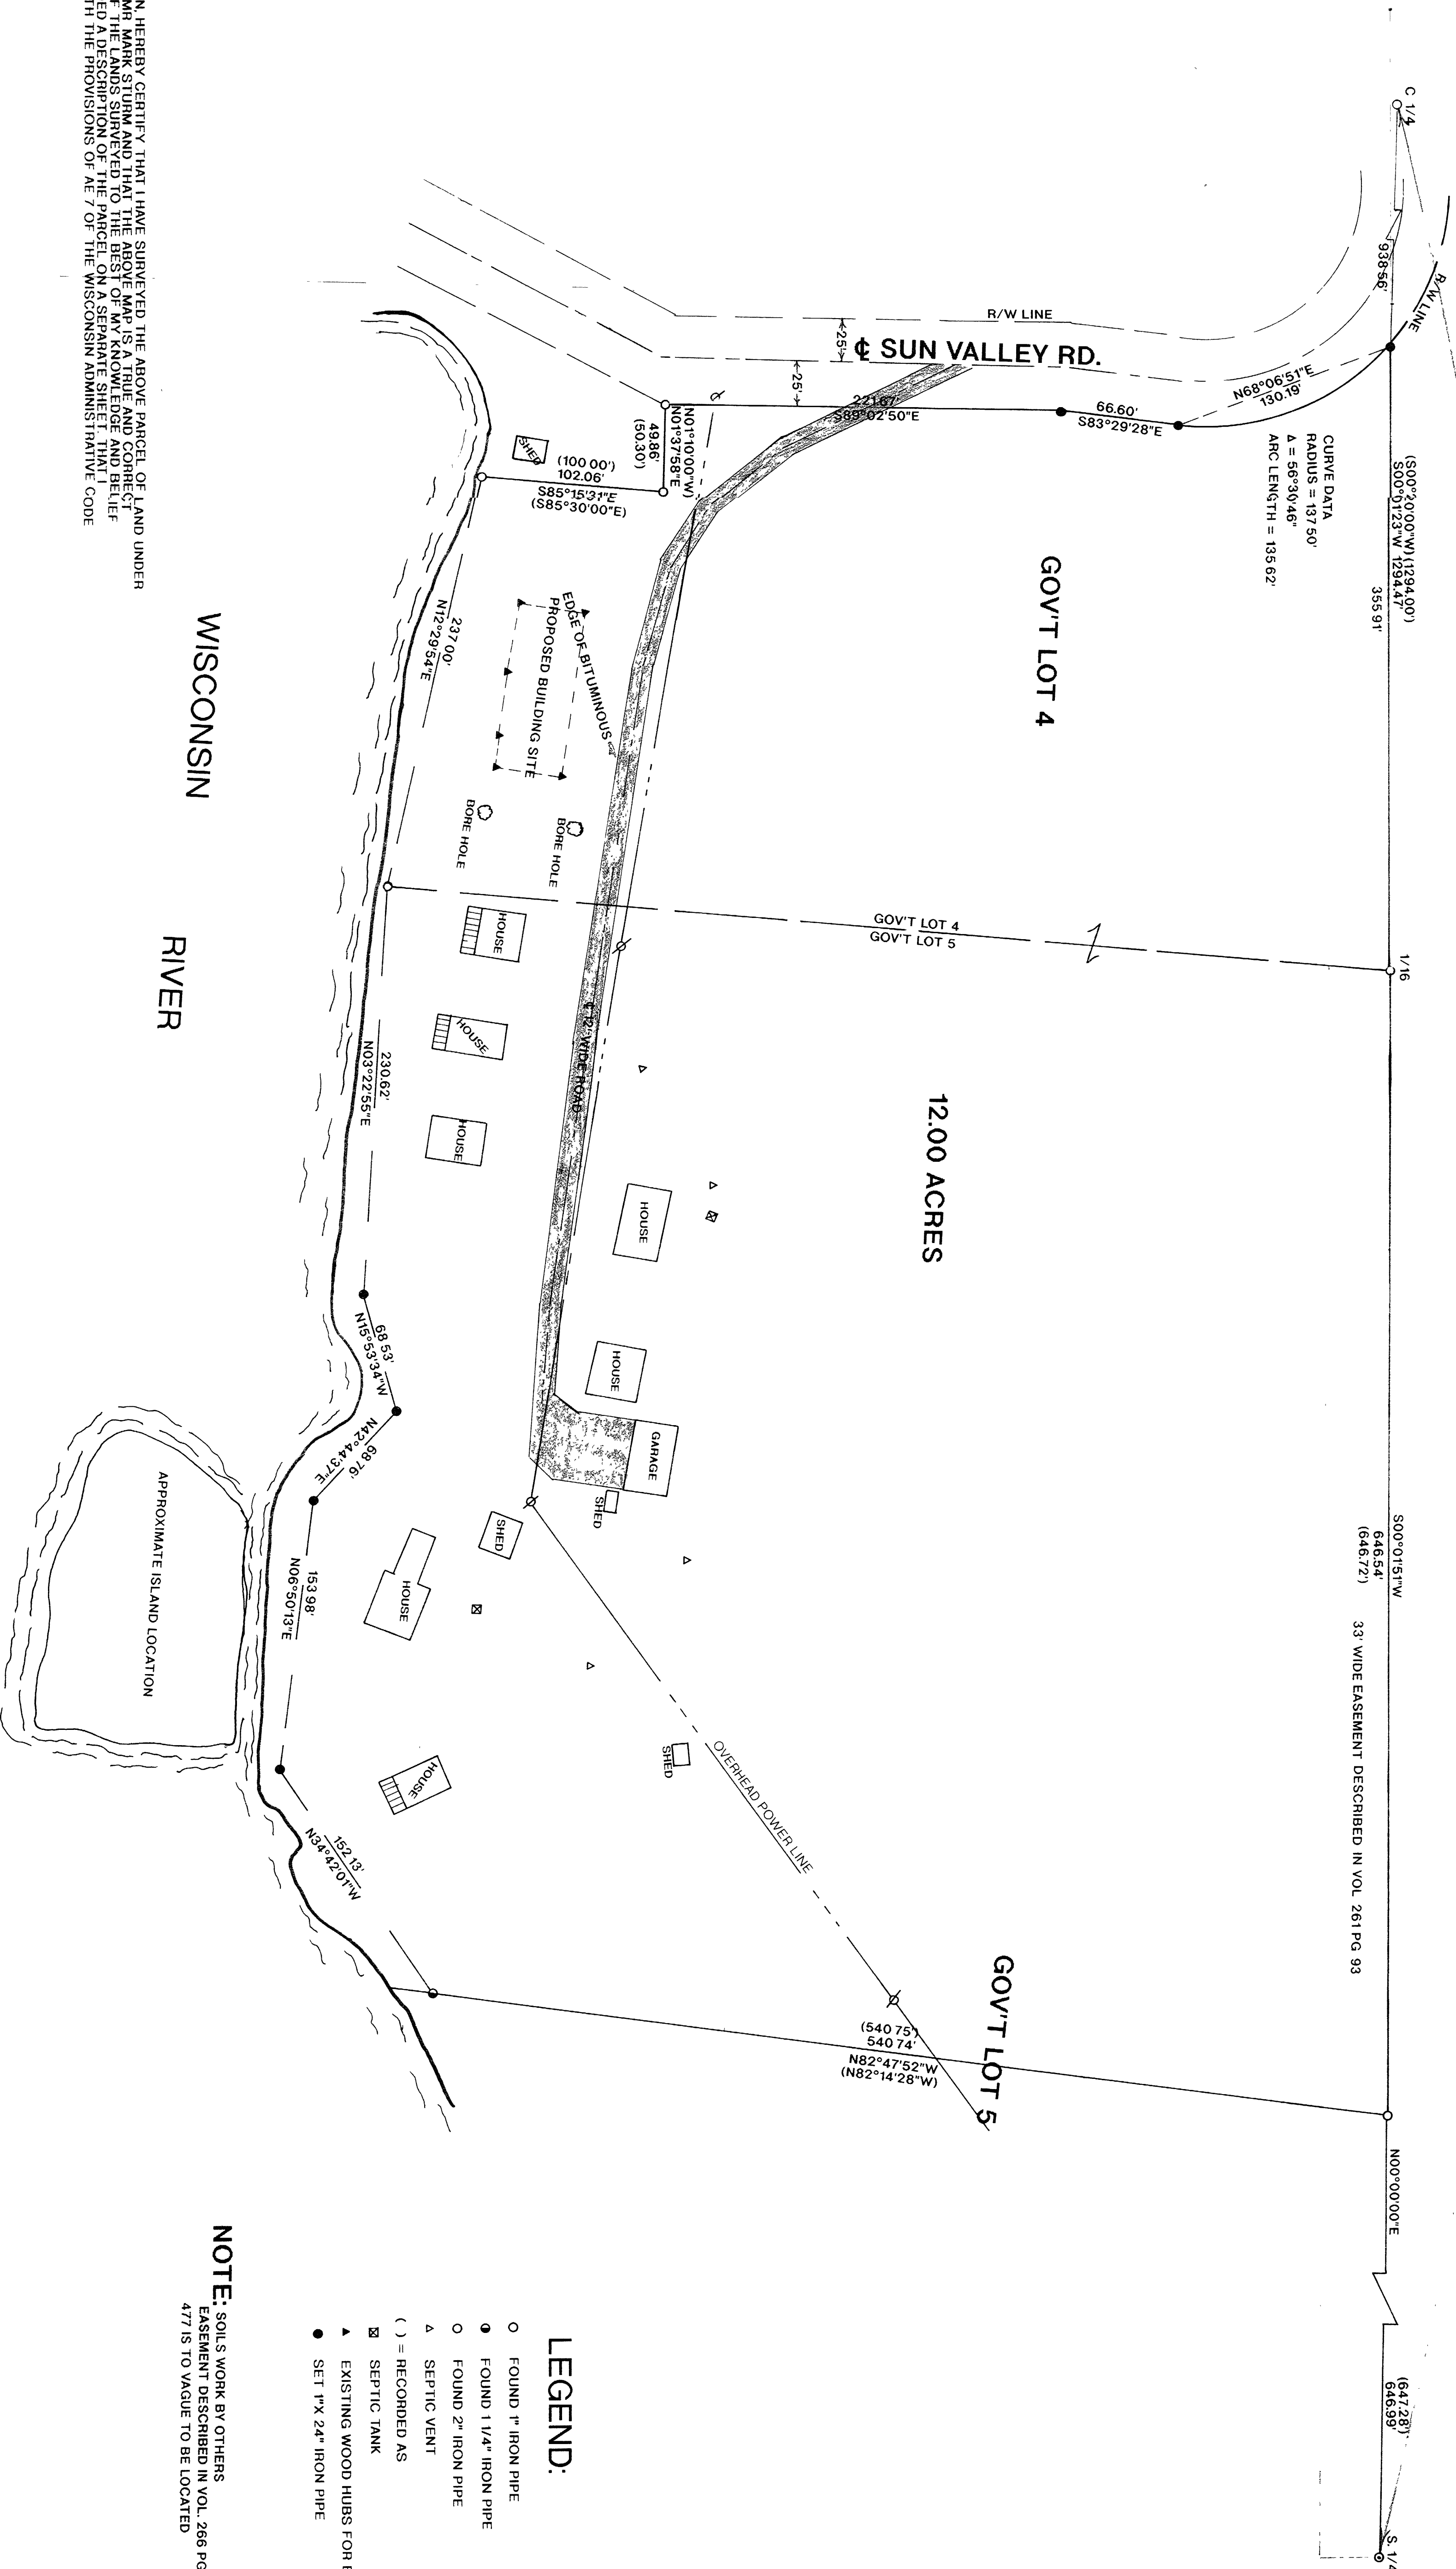 C 1/4
938.56'
R/W LINE
R/W LINE
℄ SUN VALLEY RD.
25'
25'
N68°06'51"E
130.19'
66.60'
S83°29'28"E
221.67'
S89°02'50"E
N01°10'00"W)
N01°37'58"E
49.86'
(50.30')
(100 00')
102.06'
S85°15'31"E
(S85°30'00"E)
SHED
CURVE DATA
RADIUS = 137 50'
Δ = 56°30'46"
ARC LENGTH = 135 62'
(S00°20'00"W) (1294.00')
S00°01'23"W 1294.47'
355 91'
GOV'T LOT 4
EDGE OF BITUMINOUS
PROPOSED BUILDING SITE
237 00'
N12°29'54"E
BORE HOLE
BORE HOLE
WISCONSIN
RIVER
GOV'T LOT 4
GOV'T LOT 5
1/16
HOUSE
HOUSE
HOUSE
℄ 12' WIDE ROAD
230.62'
N03°22'55"E
12.00 ACRES
HOUSE
HOUSE
GARAGE
SHED
SHED
HOUSE
68 53'
N15°53'34"W
68 76'
N42°44'37"E
153 98'
N06°50'13"E
APPROXIMATE ISLAND LOCATION
S00°01'51"W
646.54'
(646.72')
33' WIDE EASEMENT DESCRIBED IN VOL 261 PG 93
SHED
HOUSE
OVERHEAD POWER LINE
152 13'
N34°42'01"W
GOV'T LOT 5
(540 75')
540 74'
N82°47'52"W
(N82°14'28"W)
N00°00'00"E
(647.28')
646.99'
S. 1/4
N, HEREBY CERTIFY THAT I HAVE SURVEYED THE ABOVE PARCEL OF LAND UNDER
MR MARK STURM AND THAT THE ABOVE MAP IS A TRUE AND CORRECT
F THE LANDS SURVEYED TO THE BEST OF MY KNOWLEDGE AND BELIEF
ED A DESCRIPTION OF THE PARCEL ON A SEPARATE SHEET. THAT I
TH THE PROVISIONS OF AE 7 OF THE WISCONSIN ADMINISTRATIVE CODE
LEGEND:
FOUND 1" IRON PIPE
FOUND 1 1/4" IRON PIPE
FOUND 2" IRON PIPE
SEPTIC VENT
( ) = RECORDED AS
SEPTIC TANK
EXISTING WOOD HUBS FOR
SET 1"X 24" IRON PIPE
NOTE: SOILS WORK BY OTHERS
EASEMENT DESCRIBED IN VOL. 266 PG
477 IS TO VAGUE TO BE LOCATED